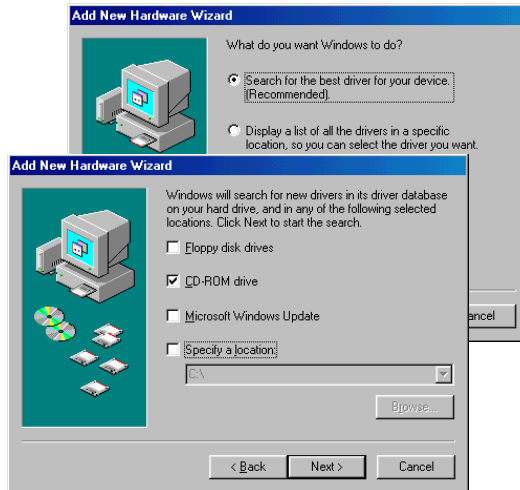 Add New Hardware Wizard
What do you want Windows to do?
Search for the best driver for your device.
(Recommended).
Display a list of all the drivers in a specific
location, so you can select the driver you want.
Add New Hardware Wizard
Windows will search for new drivers in its driver database
on your hard drive, and in any of the following selected
locations. Click Next to start the search.
Floppy disk drives
CD-ROM drive
Microsoft Windows Update
Specify a location:
C:\
Browse...
ancel
< Back
Next >
Cancel